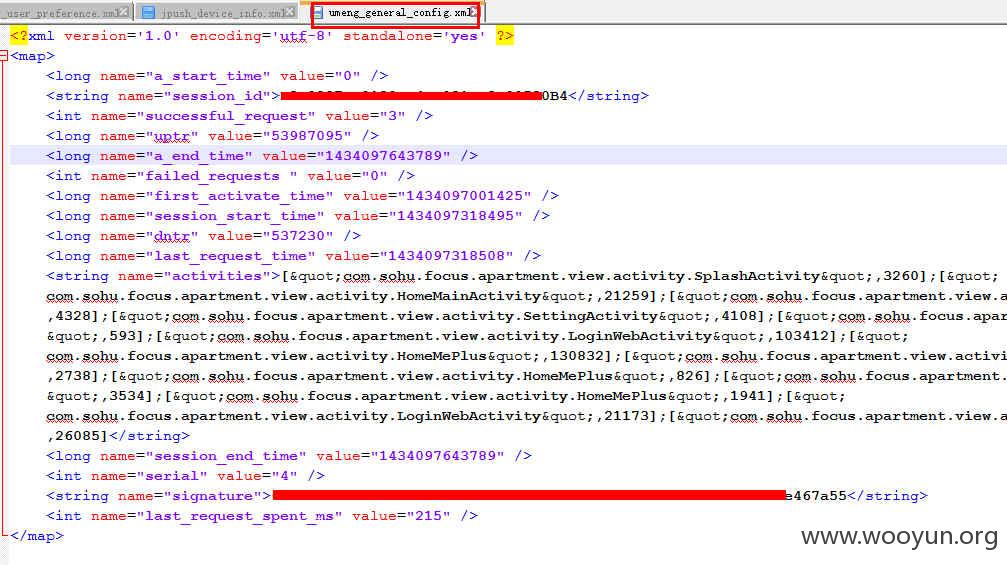 _user_preference.xml jpush_device_info.xml umeng_general_config.xml
<?xml version='1.0' encoding='utf-8' standalone='yes' ?>
<map>
<long name="a_start_time" value="0" />
<string name="session_id"> 0B4</string>
<int name="successful_request" value="3" />
<long name="uptr" value="53987095" />
<long name="a_end_time" value="1434097643789" />
<int name="failed_requests " value="0" />
<long name="first_activate_time" value="1434097001425" />
<long name="session_start_time" value="1434097318495" />
<long name="dntr" value="537230" />
<long name="last_request_time" value="1434097318508" />
<string name="activities">[&quot;com.sohu.focus.apartment.view.activity.SplashActivity&quot;,3260];[&quot;
com.sohu.focus.apartment.view.activity.HomeMainActivity&quot;,21259];[&quot;com.sohu.focus.apartment.view.a
,4328];[&quot;com.sohu.focus.apartment.view.activity.SettingActivity&quot;,4108];[&quot;com.sohu.focus.apar
&quot;,593];[&quot;com.sohu.focus.apartment.view.activity.LoginWebActivity&quot;,103412];[&quot;
com.sohu.focus.apartment.view.activity.HomeMePlus&quot;,130832];[&quot;com.sohu.focus.apartment.view.activi
,2738];[&quot;com.sohu.focus.apartment.view.activity.HomeMePlus&quot;,826];[&quot;com.sohu.focus.apartment.
&quot;,3534];[&quot;com.sohu.focus.apartment.view.activity.HomeMePlus&quot;,1941];[&quot;
com.sohu.focus.apartment.view.activity.LoginWebActivity&quot;,21173];[&quot;com.sohu.focus.apartment.view.a
,26085]</string>
<long name="session_end_time" value="1434097643789" />
<int name="serial" value="4" />
<string name="signature"> e467a55</string>
<int name="last_request_spent_ms" value="215" />
</map>
www.wooyun.org